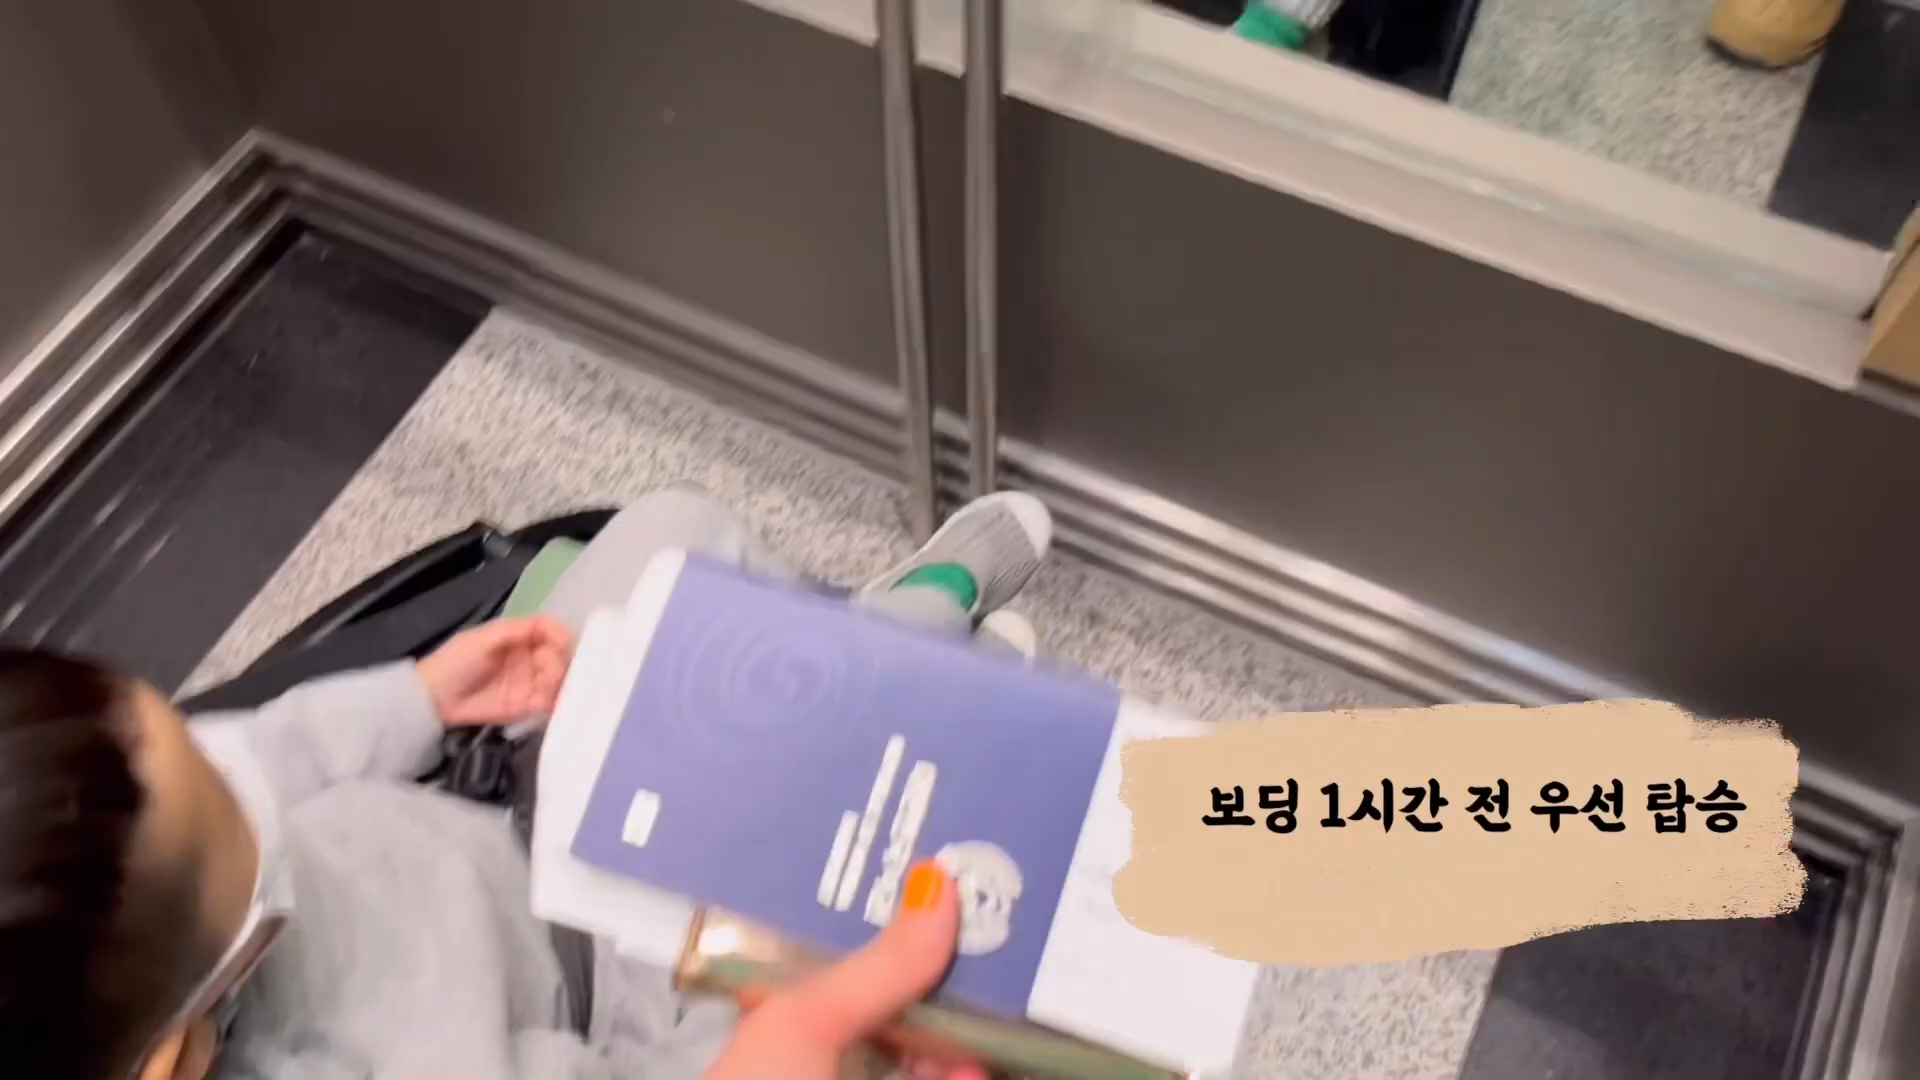 보딩 1시간 전 우선 탑승